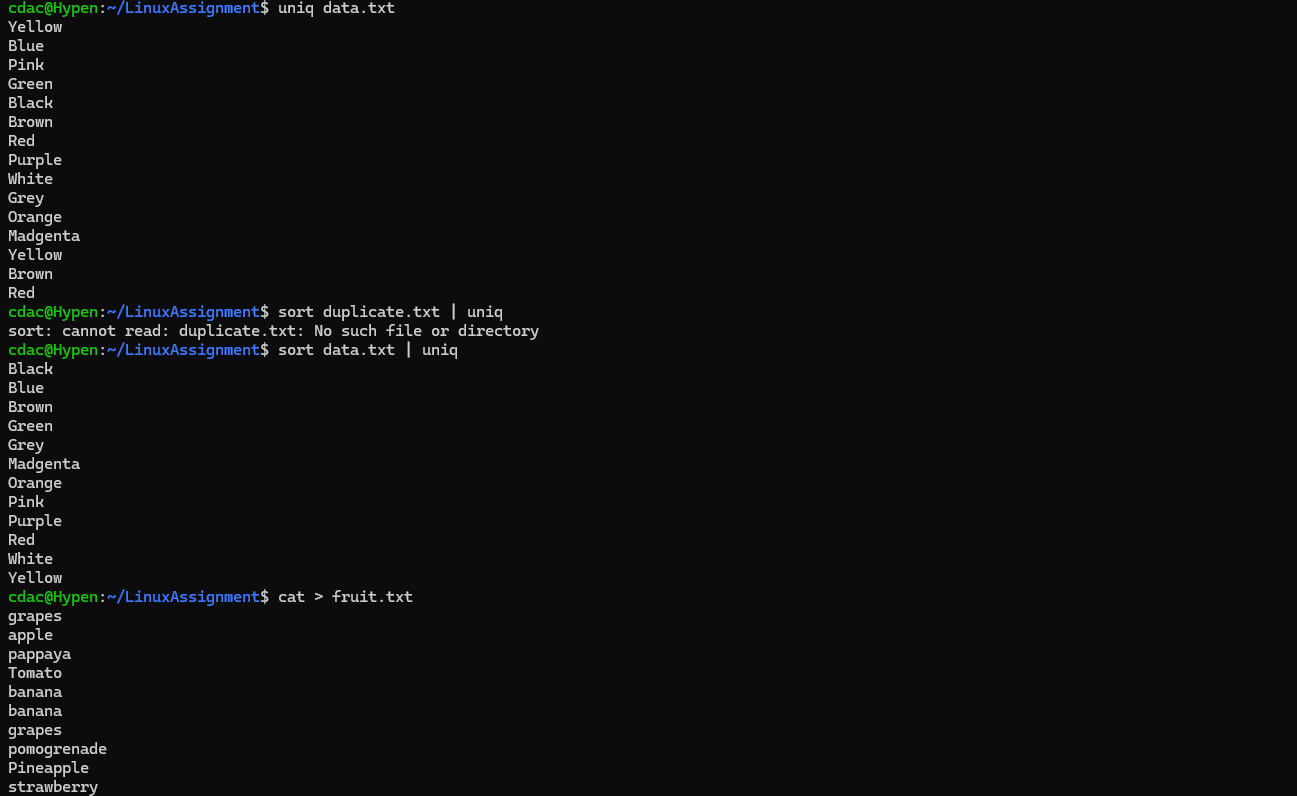 cdac@Hypen:~/LinuxAssignment$ uniq data.txt
Yellow
Blue
Pink
Green
Black
Brown
Red
Purple
White
Grey
Orange
Madgenta
Yellow
Brown
Red
cdac@Hypen:~/LinuxAssignment$ sort duplicate.txt | uniq
sort: cannot read: duplicate.txt: No such file or directory
cdac@Hypen:~/LinuxAssignment$ sort data.txt | uniq
Black
Blue
Brown
Green
Grey
Madgenta
Orange
Pink
Purple
Red
White
Yellow
cdac@Hypen:~/LinuxAssignment$ cat > fruit.txt
grapes
apple
pappaya
Tomato
banana
banana
grapes
pomogrenade
Pineapple
strawberry